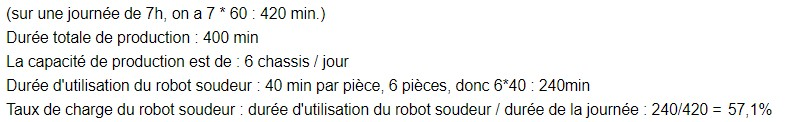 (sur une journée de 7h, on a 7 * 60 : 420 min.)
Durée totale de production : 400 min
La capacité de production est de : 6 chassis / jour
Durée d'utilisation du robot soudeur : 40 min par pièce, 6 pièces, donc 6*40 : 240min
Taux de charge du robot soudeur : durée d'utilisation du robot soudeur / durée de la journée : 240/420 = 57,1%